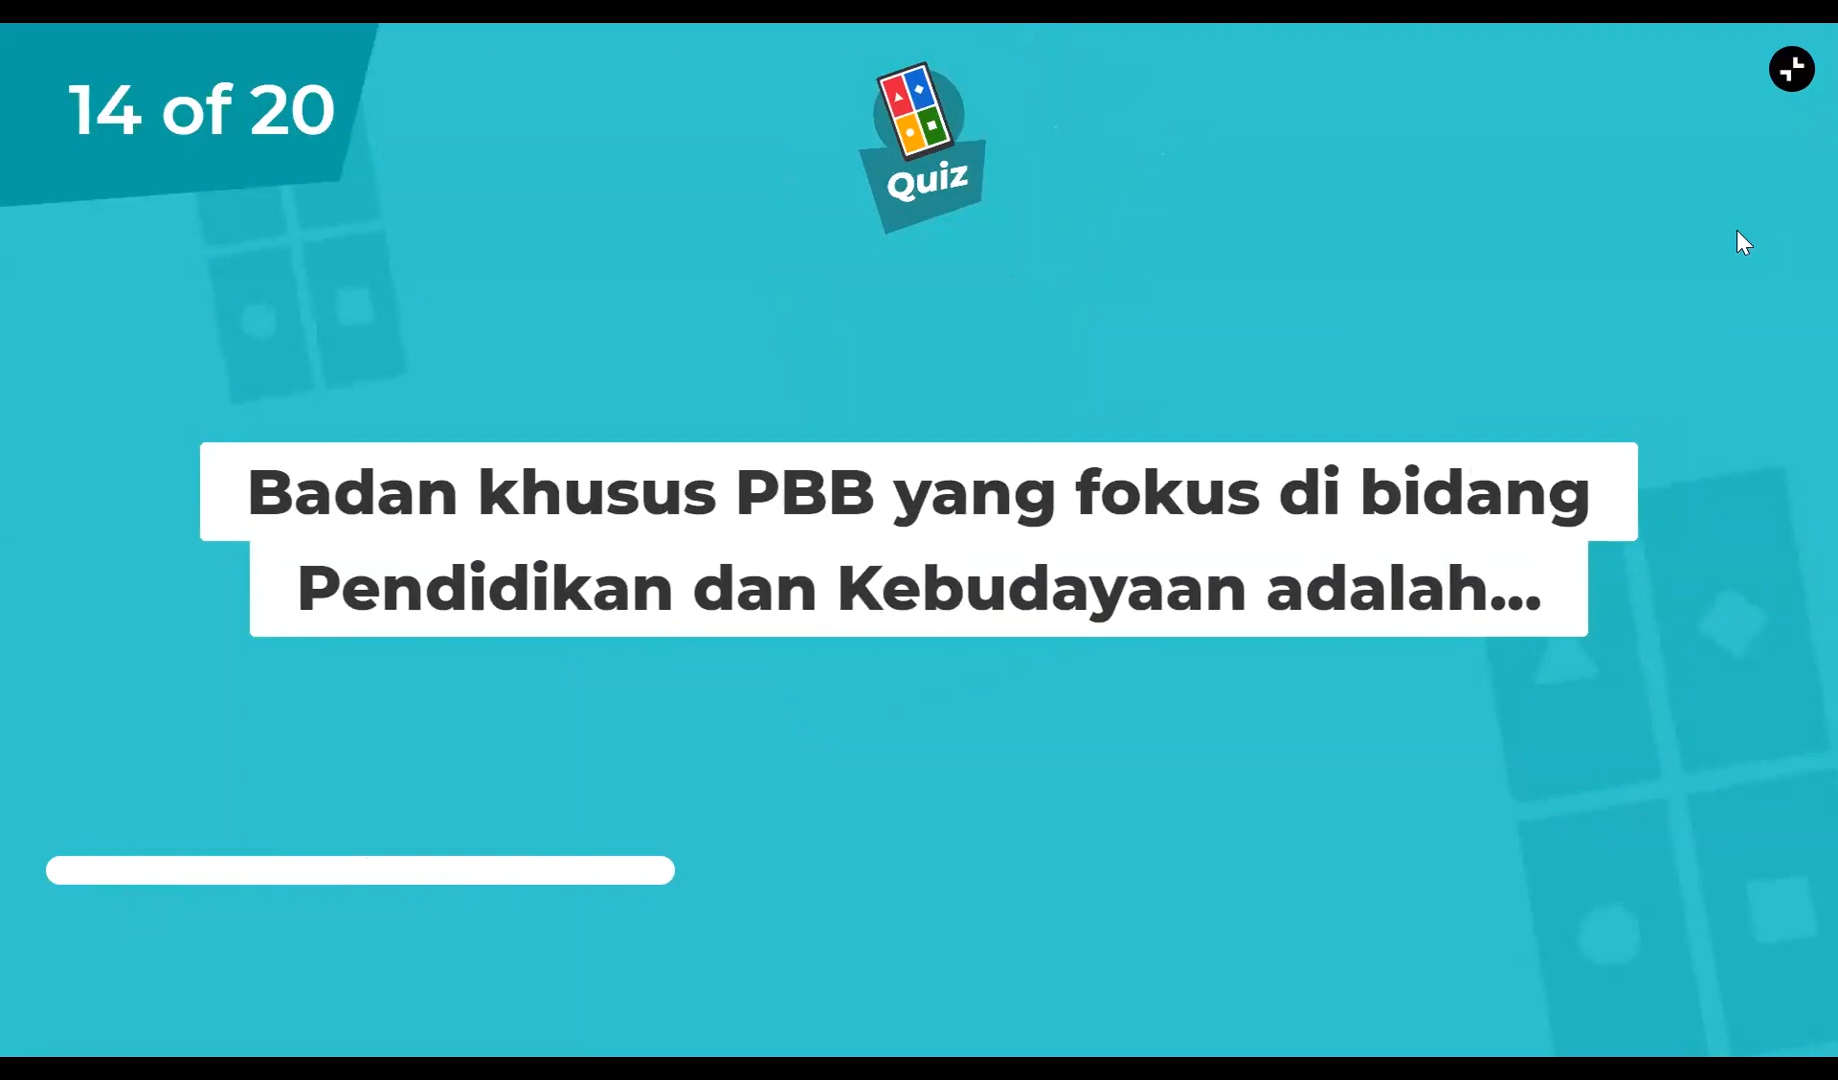 14 of 20
Quiz
Badan khusus PBB yang fokus di bidang
Pendidikan dan Kebudayaan adalah...